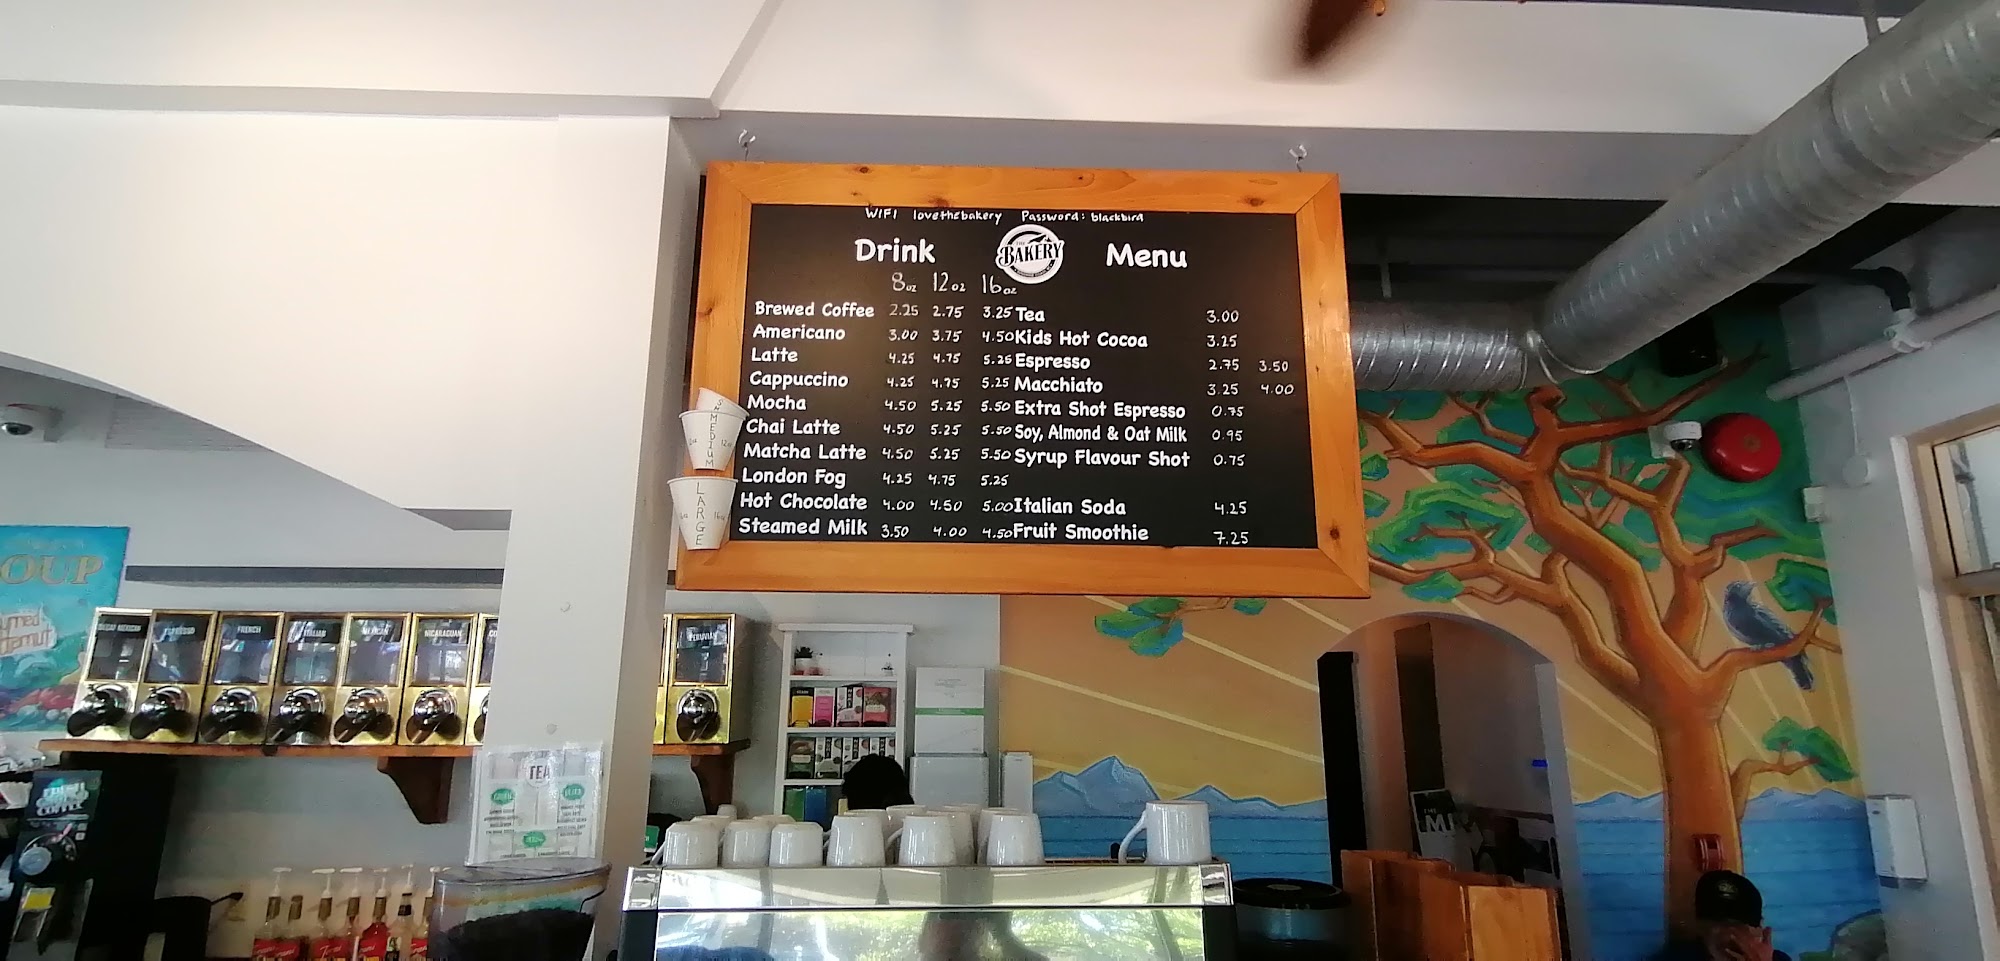 WIFI lovethebakery Password: blackbird
Drink Menu
THE
BAKERY
8oz 12oz 16oz
Brewed Coffee 2.25 2.75 3.25
Americano 3.00 3.75 4.50
Latte 4.25 4.75 5.25
Cappuccino 4.25 4.75 5.25
Mocha 4.50 5.25 5.50
Chai Latte 4.50 5.25 5.50
Matcha Latte 4.50 5.25 5.50
London Fog 4.25 4.75 5.25
Hot Chocolate 4.00 4.50 5.00
Steamed Milk 3.50 4.00 4.50
Tea 3.00
Kids Hot Cocoa 3.25
Espresso 2.75 3.50
Macchiato 3.25 4.00
Extra Shot Espresso 0.75
Soy, Almond & Oat Milk 0.95
Syrup Flavour Shot 0.75
Italian Soda 4.25
Fruit Smoothie 7.25
MEDIUM
12oz
LARGE
16oz
OUP
ESPRESSO
FRENCH
ITALIAN
MEXICAN
NICARAGUAN
CO
PERUVIAN
TEA